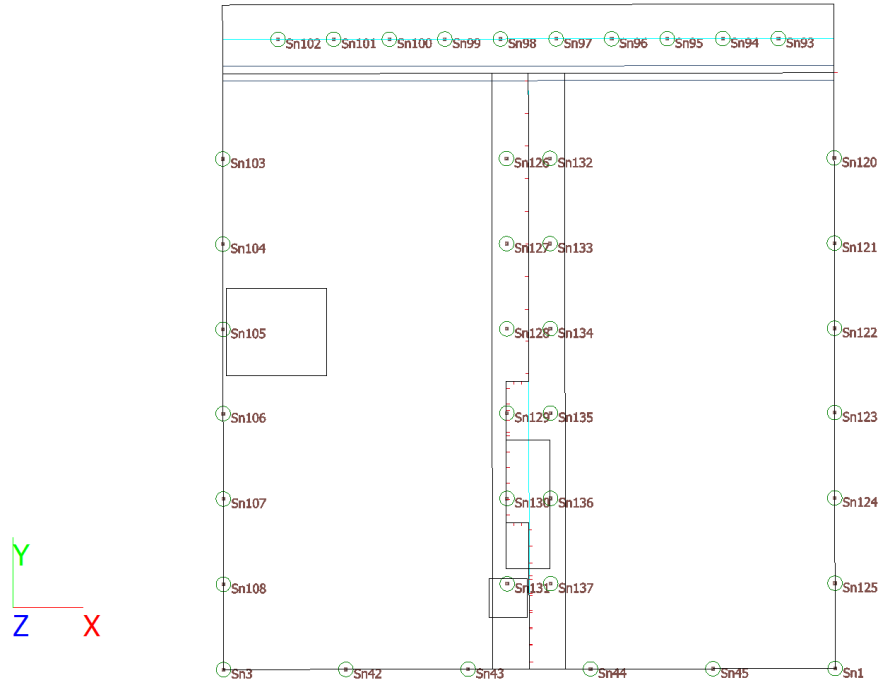 Sn102 Sn101 Sn100 Sn99 Sn98 Sn97 Sn96 Sn95 Sn94 Sn93
Sn103 Sn126 Sn132 Sn120
Sn104 Sn127 Sn133 Sn121
Sn105 Sn128 Sn134 Sn122
Sn106 Sn129 Sn135 Sn123
Sn107 Sn130 Sn136 Sn124
Y
Sn108 Sn131 Sn137 Sn125
Z X
Sn3 Sn42 Sn43 Sn44 Sn45 Sn1